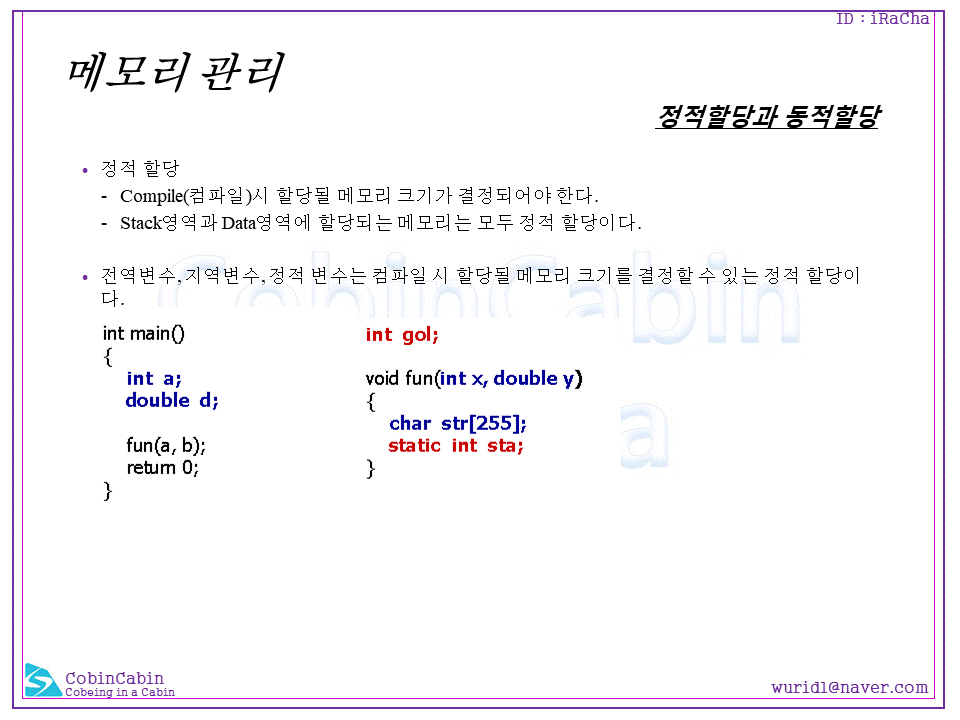 ID : iRaCha
메모리 관리
정적할당과 동적할당
• 정적 할당
- Compile(컴파일)시 할당될 메모리 크기가 결정되어야 한다.
- Stack영역과 Data영역에 할당되는 메모리는 모두 정적 할당이다.
• 전역변수, 지역변수, 정적 변수는 컴파일 시 할당될 메모리 크기를 결정할 수 있는 정적 할당이
다.
int main()
{
int a;
double d;
fun(a, b);
return 0;
}
int gol;
void fun(int x, double y)
{
char str[255];
static int sta;
}
CobinCabin
a
CobinCabin
Cobeing in a Cabin
wuridl@naver.com